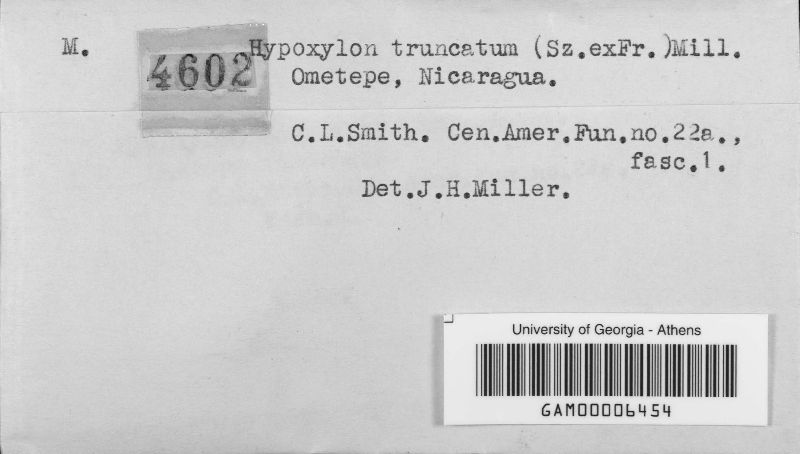 M.
4602
Hypoxylon truncatum (Sz.exFr.)Mill.
Ometepe, Nicaragua.
C.L.Smith. Cen.Amer.Fun.no.22a.,
fasc.1.
Det.J.H.Miller.
University of Georgia - Athens
GAM00006454